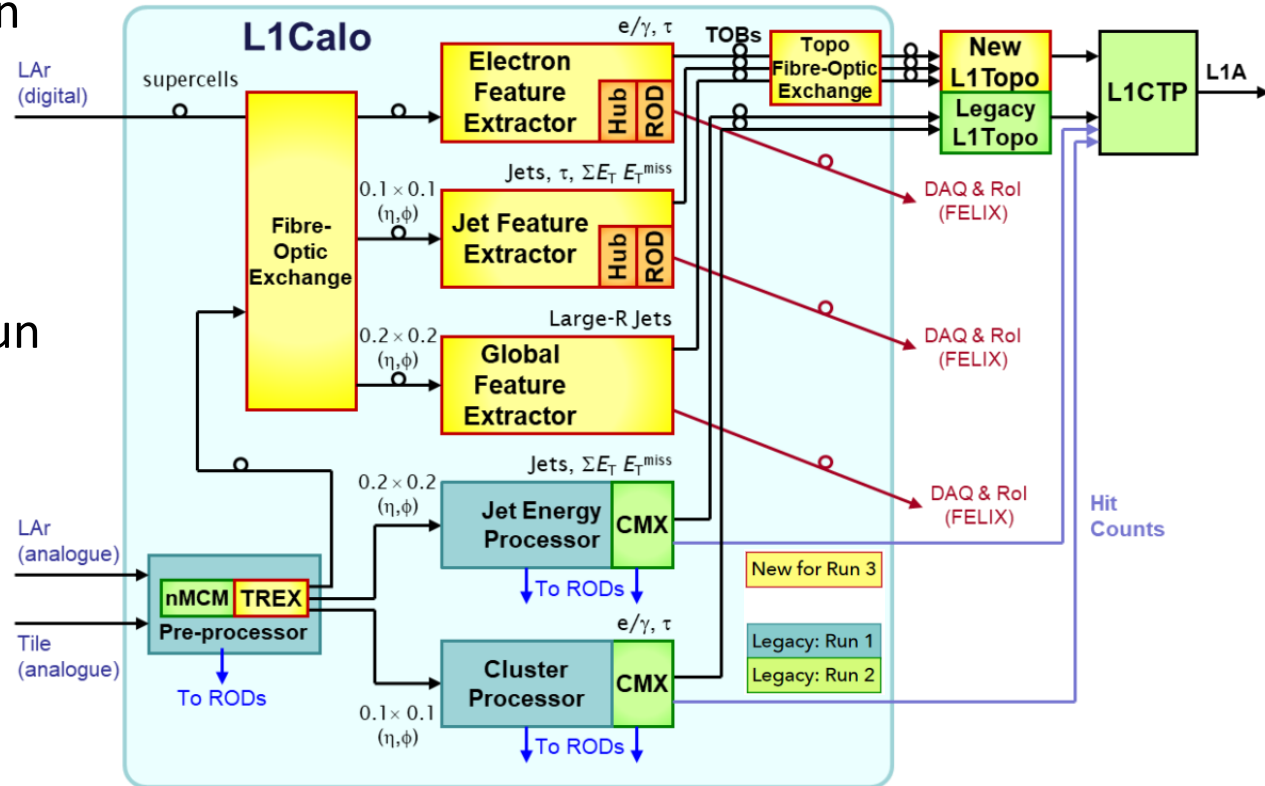 n
un
L1Calo
LAr
(digital)
supercells
Fibre-
Optic
Exchange
e/γ, τ
Electron
Feature
Extractor
Hub
ROD
0.1 × 0.1
(η,ϕ)
Jets, τ, ΣE_T E_T^miss
Jet Feature
Extractor
Hub
ROD
0.2 × 0.2
(η,ϕ)
Large-R Jets
Global
Feature
Extractor
TOBs
Topo
Fibre-Optic
Exchange
New
L1Topo
Legacy
L1Topo
L1CTP
L1A
DAQ & RoI
(FELIX)
DAQ & RoI
(FELIX)
DAQ & RoI
(FELIX)
Hit
Counts
LAr
(analogue)
Tile
(analogue)
nMCM
TREX
Pre-processor
To RODs
0.2 × 0.2
(η,ϕ)
Jets, ΣE_T E_T^miss
Jet Energy
Processor
CMX
To RODs
0.1 × 0.1
(η,ϕ)
e/γ, τ
Cluster
Processor
CMX
To RODs
New for Run 3
Legacy: Run 1
Legacy: Run 2